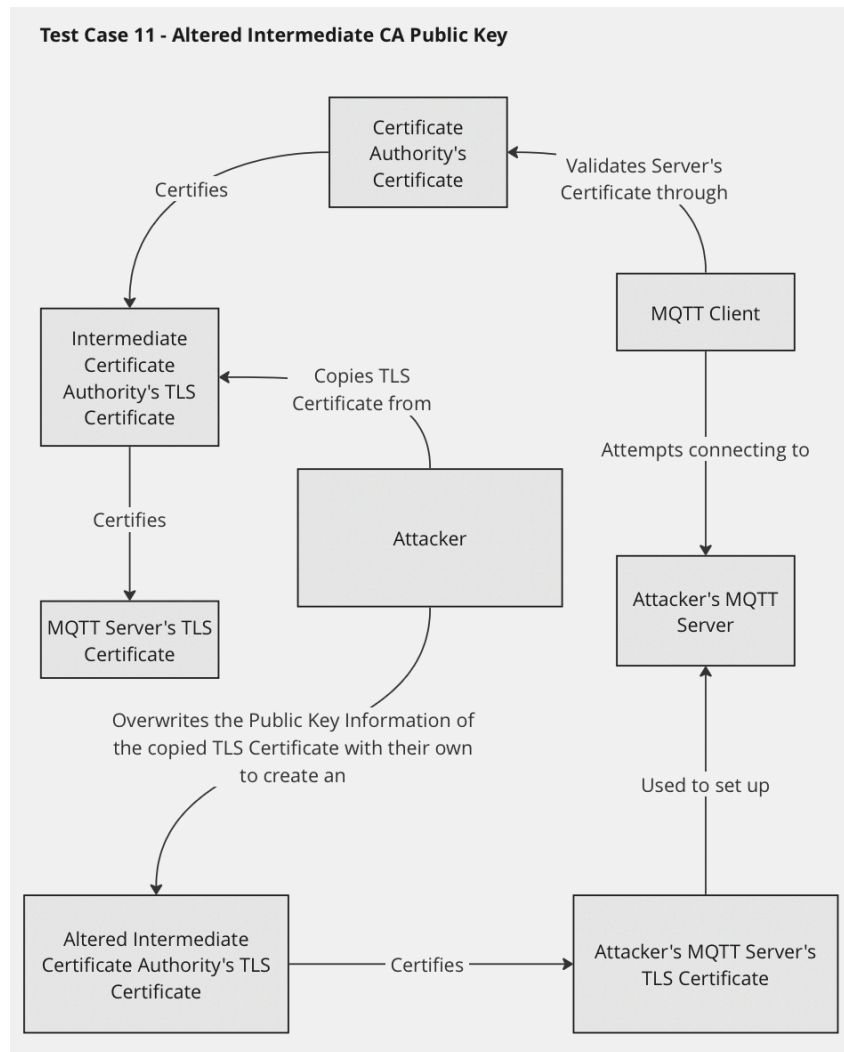 Test Case 11 - Altered Intermediate CA Public Key
Certificate
Authority's
Certificate
Validates Server's
Certificate through
Certifies
MQTT Client
Intermediate
Certificate
Authority's TLS
Certificate
Copies TLS
Certificate from
Attempts connecting to
Certifies
Attacker
Attacker's MQTT
Server
MQTT Server's TLS
Certificate
Overwrites the Public Key Information of
the copied TLS Certificate with their own
to create an
Used to set up
Altered Intermediate
Certificate Authority's TLS
Certificate
Certifies
Attacker's MQTT Server's
TLS Certificate